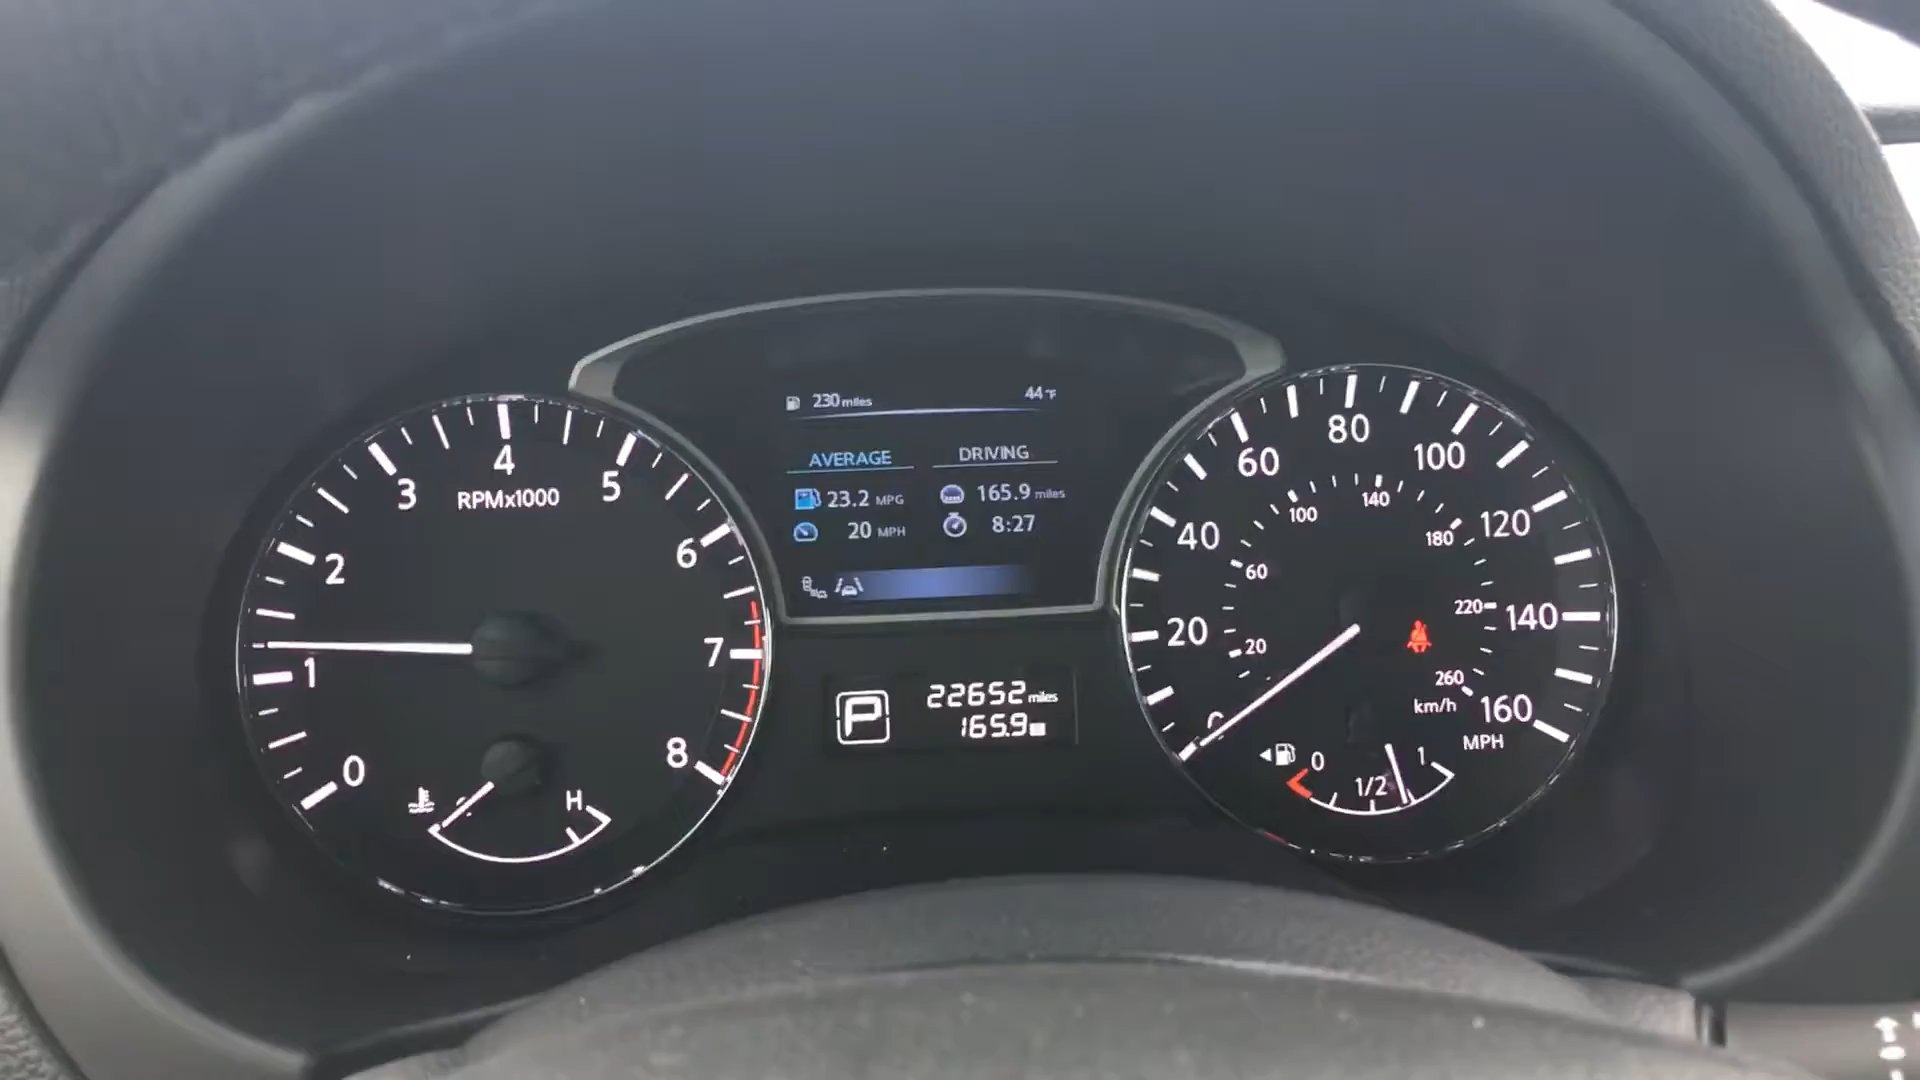 230 miles 44°F
AVERAGE DRIVING
23.2 MPG 165.9 miles
20 MPH 8:27
0 1 2 3 4 5 6 7 8
RPMx1000
H
P
22652 miles
165.9
0 20 40 60 80 100 120 140 160
MPH
20 60 100 140 180 220 260
km/h
0 1/2 1